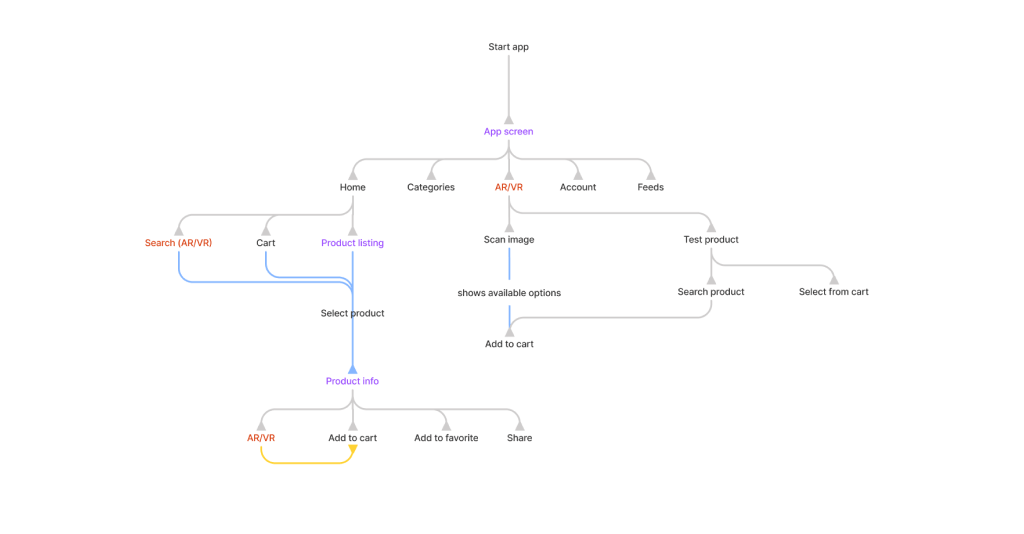 Start app
App screen
Home
Categories
AR/VR
Account
Feeds
Search (AR/VR)
Cart
Product listing
Scan image
Test product
shows available options
Search product
Select from cart
Select product
Add to cart
Product info
AR/VR
Add to cart
Add to favorite
Share